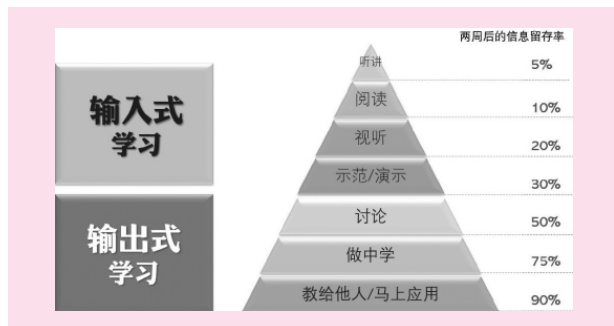 两周后的信息留存率
听讲 5%
阅读 10%
视听 20%
示范/演示 30%
讨论 50%
做中学 75%
教给他人/马上应用 90%
输入式
学习
输出式
学习